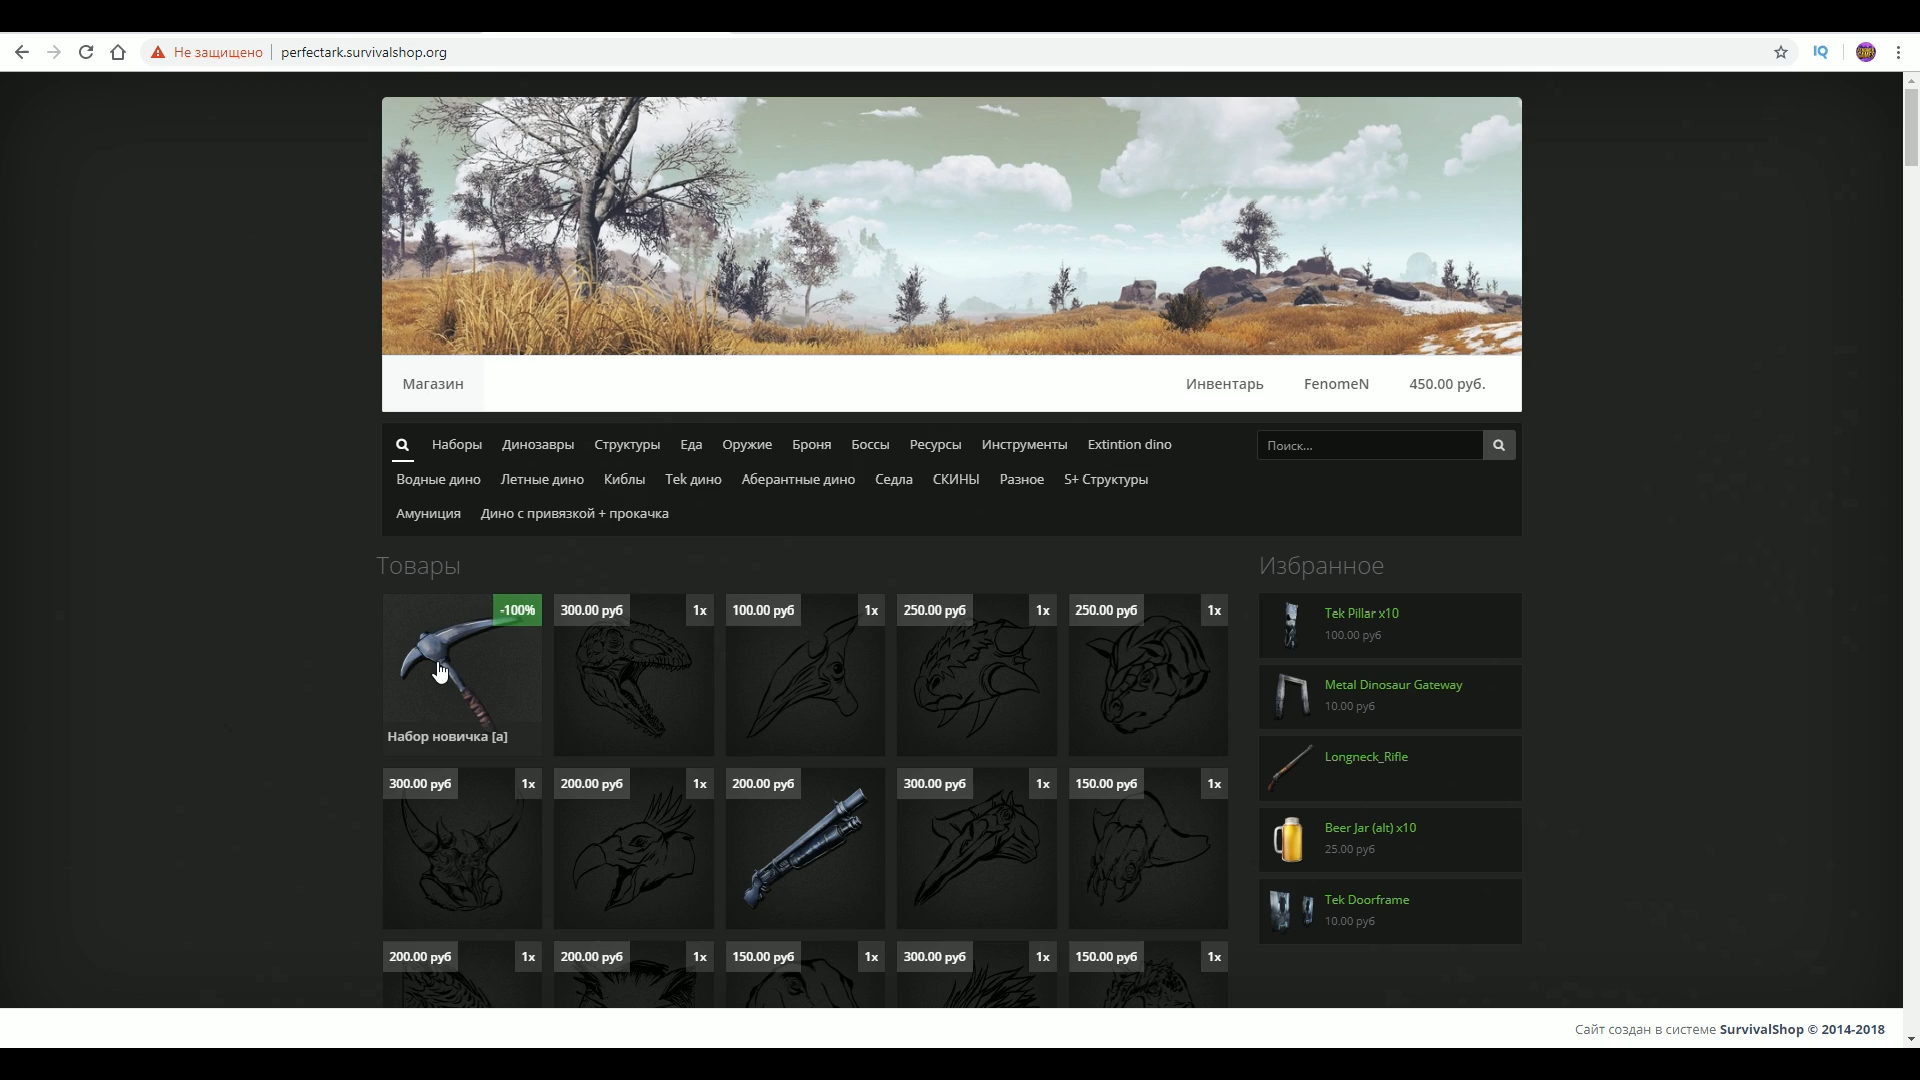 Не защищено
perfectark.survivalshop.org
IQ
Магазин
Инвентарь
FenomeN
450.00 руб.
Наборы Динозавры Структуры Еда Оружие Броня Боссы Ресурсы Инструменты Extintion dino
Поиск...
Водные дино Летные дино Киблы Tek дино Аберантные дино Седла СКИНЫ Разное S+ Структуры
Амуниция Дино с привязкой + прокачка
Товары
-100%
Набор новичка [a]
300.00 руб 1x
100.00 руб 1x
250.00 руб 1x
250.00 руб 1x
300.00 руб 1x
200.00 руб 1x
200.00 руб
300.00 руб 1x
150.00 руб 1x
200.00 руб 1x
200.00 руб 1x
150.00 руб 1x
300.00 руб 1x
150.00 руб 1x
Избранное
Tek Pillar x10
100.00 руб
Metal Dinosaur Gateway
10.00 руб
Longneck_Rifle
Beer Jar (alt) x10
25.00 руб
Tek Doorframe
10.00 руб
Сайт создан в системе SurvivalShop © 2014-2018